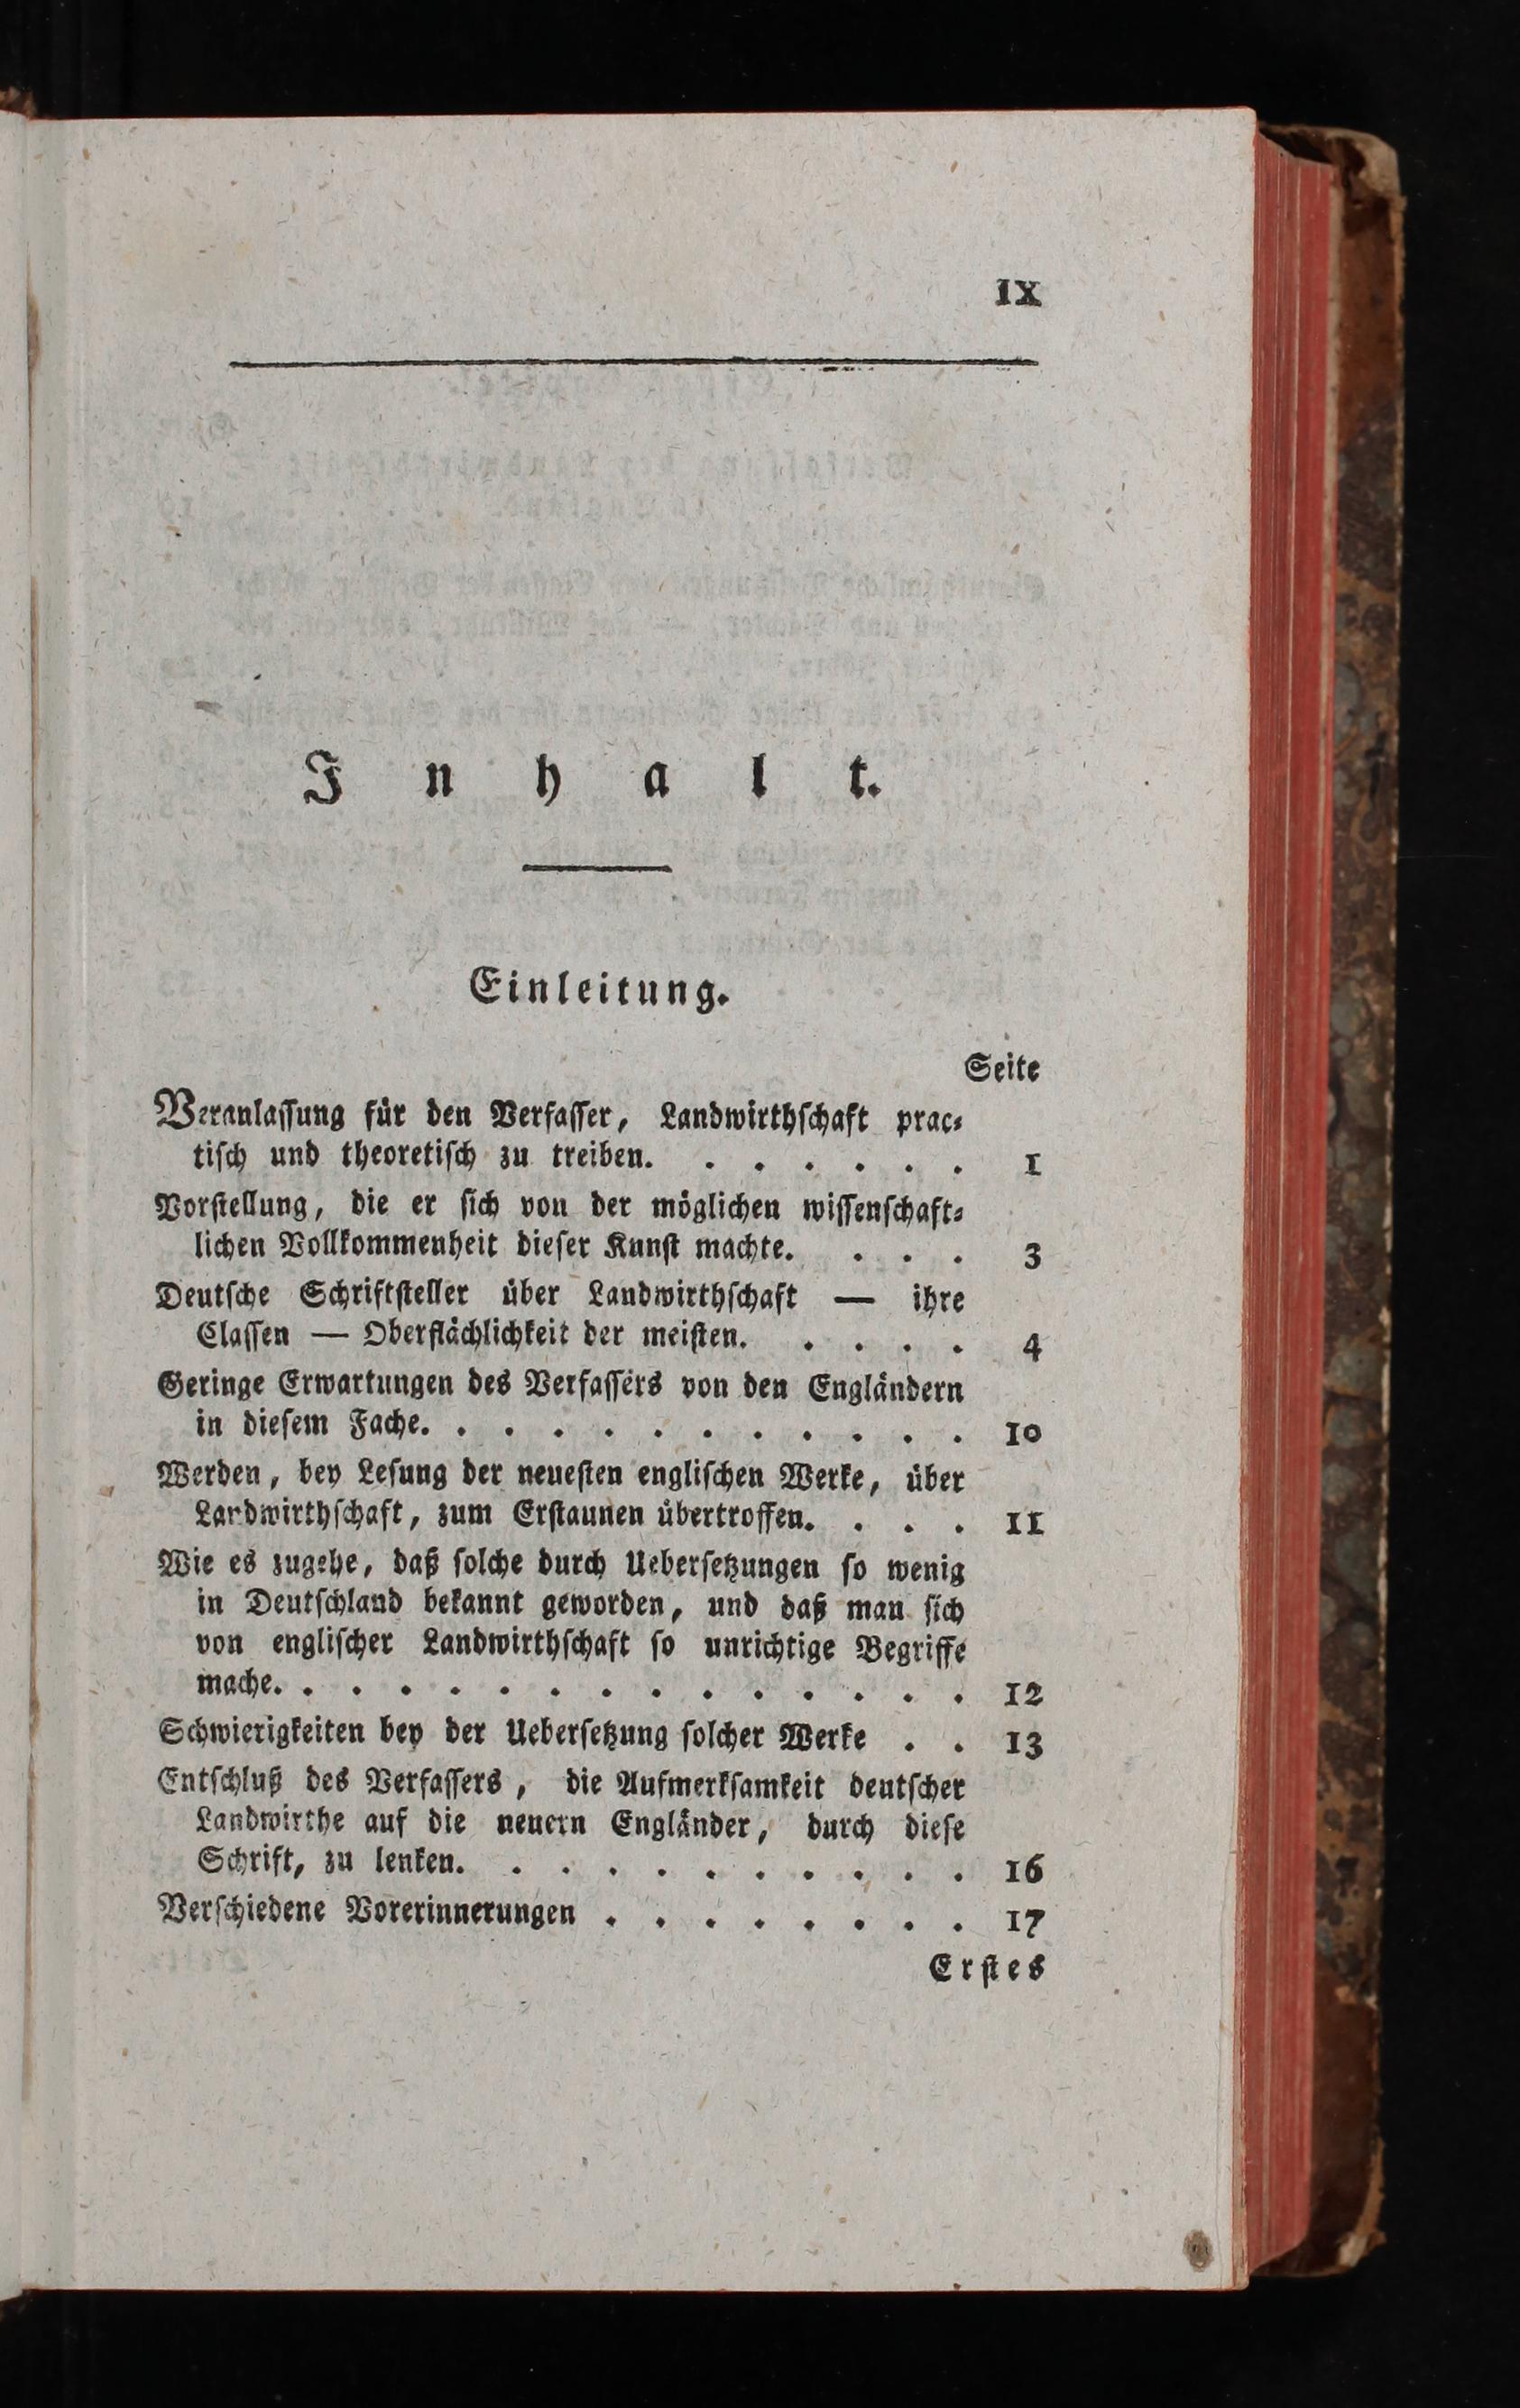 IX
Inhalt.
Einleitung.
Seite
Veranlassung für den Verfasser, Landwirthschaft prac-
tisch und theoretisch zu treiben. . . . . . . 1
Vorstellung, die er sich von der möglichen wissenschaft-
lichen Vollkommenheit dieser Kunst machte. . . . 3
Deutsche Schriftsteller über Landwirthschaft — ihre
Classen — Oberflächlichkeit der meisten. . . . . 4
Geringe Erwartungen des Verfassers von den Engländern
in diesem Fache. . . . . . . . . . . . 10
Werden, bey Lesung der neuesten englischen Werke, über
Landwirthschaft, zum Erstaunen übertroffen. . . . 11
Wie es zugehe, daß solche durch Uebersetzungen so wenig
in Deutschland bekannt geworden, und daß man sich
von englischer Landwirthschaft so unrichtige Begriffe
mache. . . . . . . . . . . . . . . 12
Schwierigkeiten bey der Uebersetzung solcher Werke . . 13
Entschluß des Verfassers, die Aufmerksamkeit deutscher
Landwirthe auf die neuern Engländer, durch diese
Schrift, zu lenken. . . . . . . . . . . 16
Verschiedene Vorerinnerungen . . . . . . . . 17
Erstes